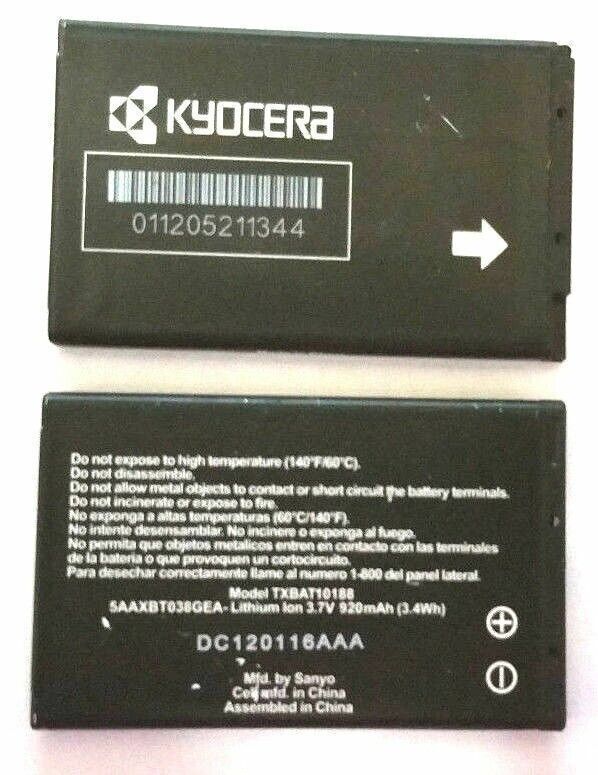 KYOCERA
011205211344
Do not expose to high temperature (140°F/60°C).
Do not disassemble.
Do not allow metal objects to contact or short circuit the battery terminals.
Do not incinerate or expose to fire.
No exponga a altas temperaturas (60°C/140°F).
No intente desensamblar. No incinere o exponga al fuego.
No permita que objetos metalicos entren en contacto con las terminales
de la bateria o que provoquen un cortocircuito.
Para desechar correctamente llame al numero 1-800 del panel lateral.
Model TXBAT10188
5AAXBT038GEA- Lithium Ion 3.7V 920mAh (3.4Wh)
DC120116AAA
Mfd. by Sanyo
Cell mfd. in China
Assembled in China